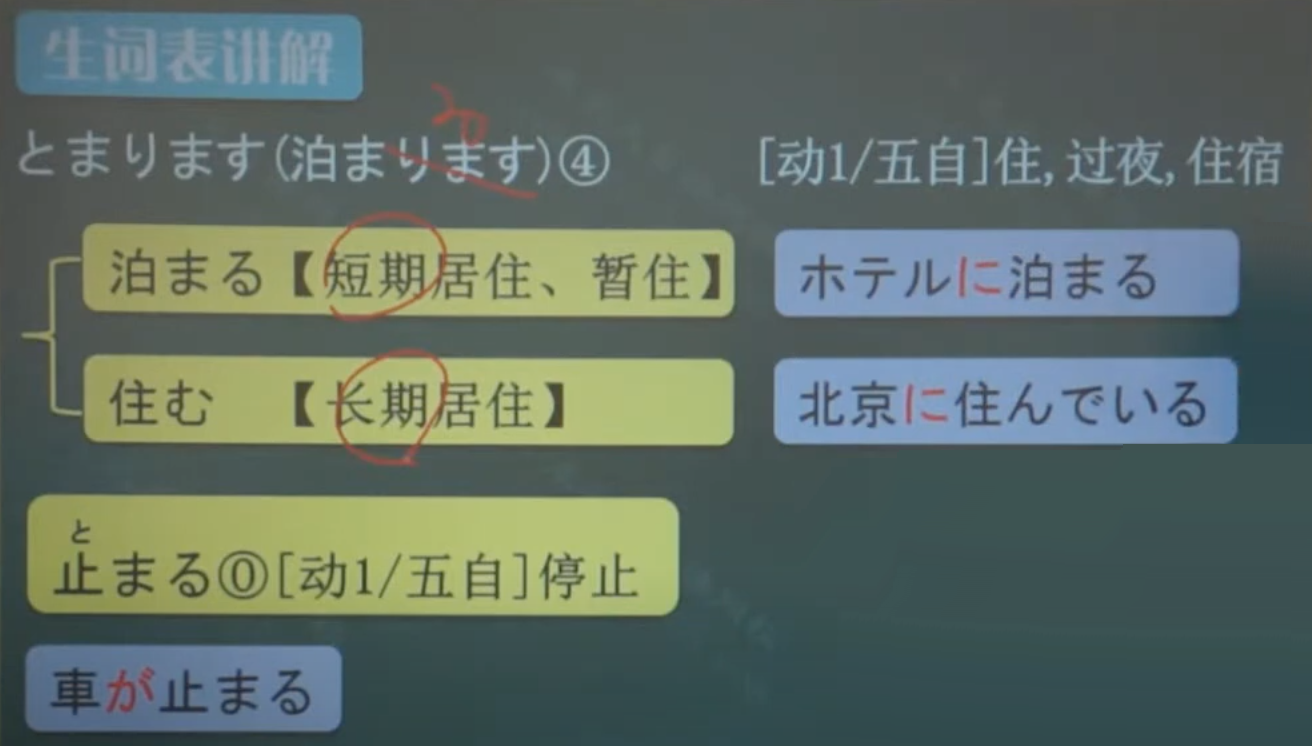 生词表讲解
る
とまります(泊まります)④ [动1/五自]住,过夜,住宿
泊まる【短期居住、暂住】 ホテルに泊まる
住む 【长期居住】 北京に住んでいる
と
止まる⓪[动1/五自]停止
車が止まる